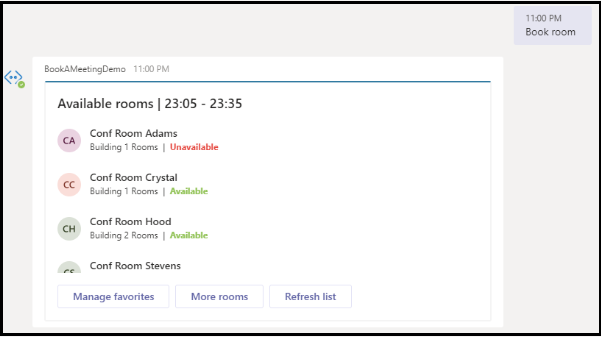 11:00 PM
Book room
BookAMeetingDemo 11:00 PM
Available rooms | 23:05 - 23:35
CA
Conf Room Adams
Building 1 Rooms | Unavailable
CC
Conf Room Crystal
Building 1 Rooms | Available
CH
Conf Room Hood
Building 2 Rooms | Available
CS
Conf Room Stevens
Manage favorites More rooms Refresh list